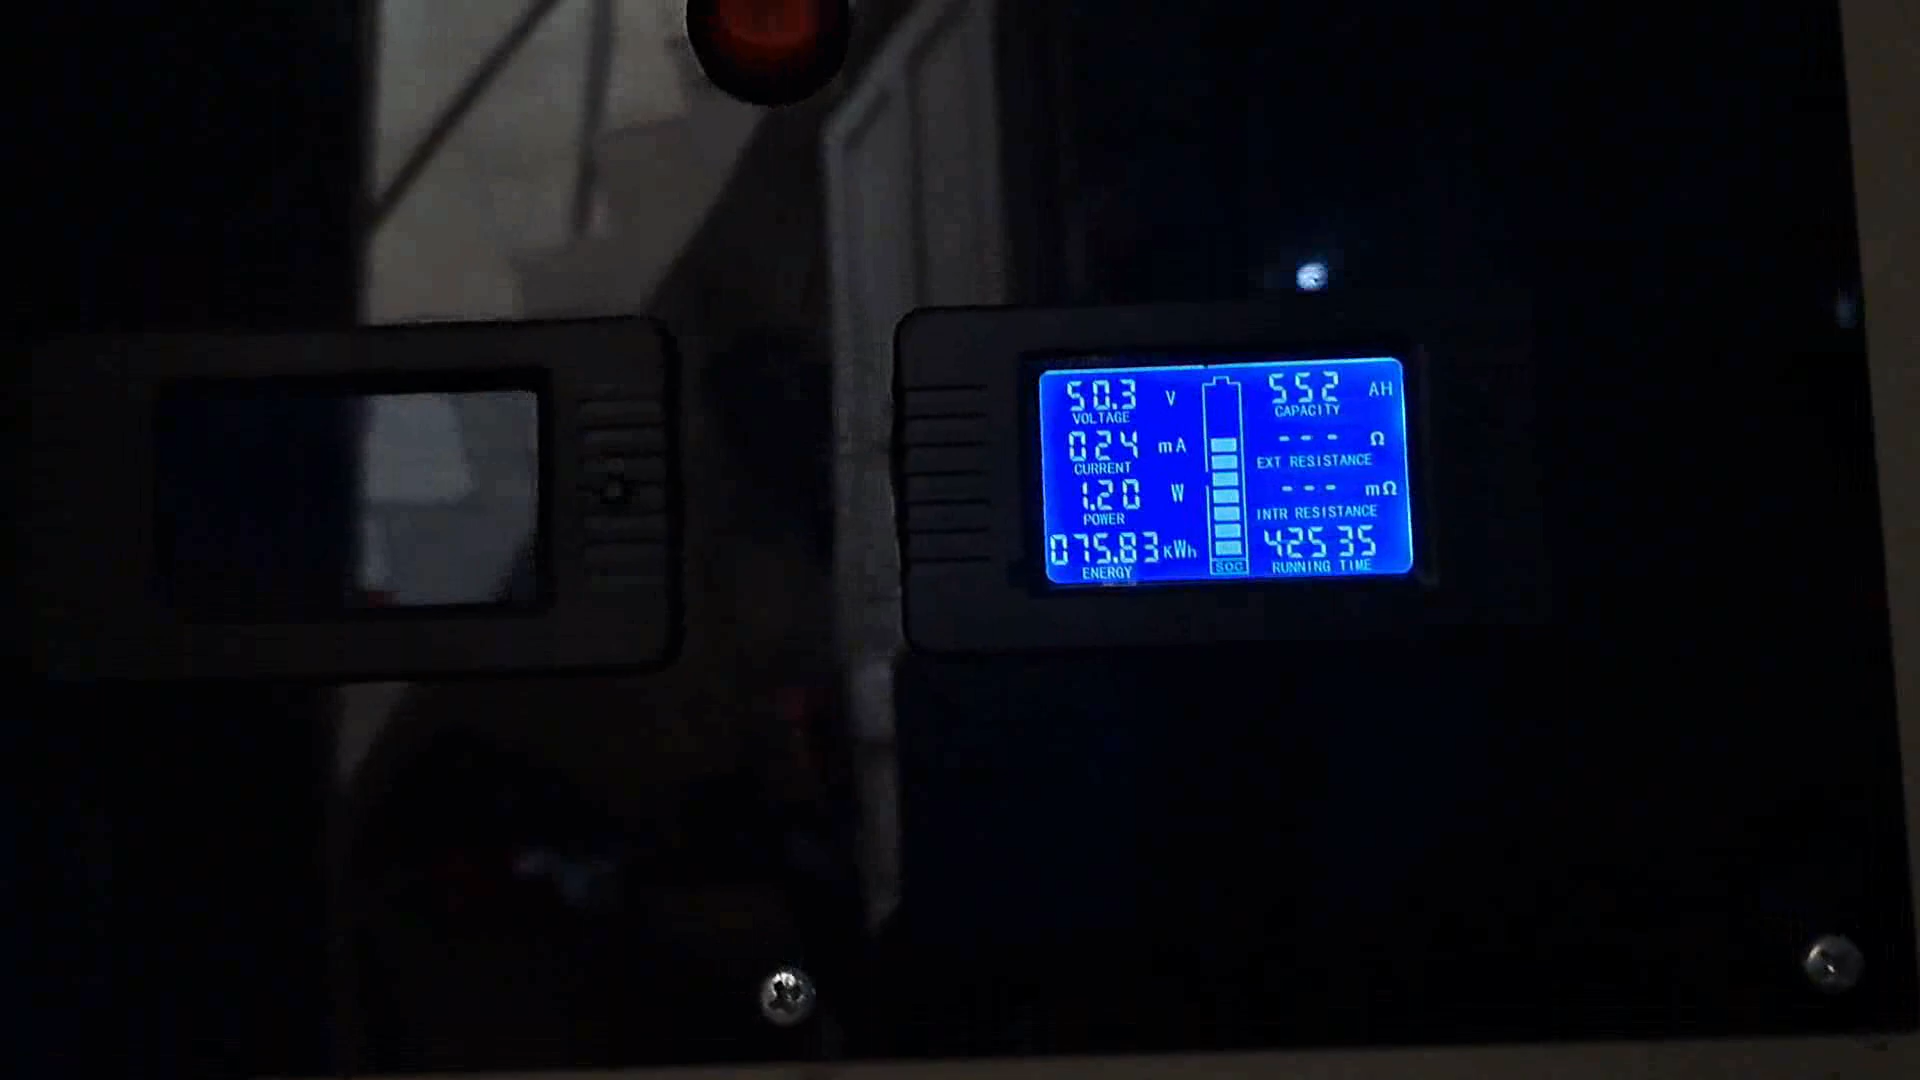 50.3 V
VOLTAGE
024 mA
CURRENT
1.20 W
POWER
075.83 kWh
ENERGY
SOC
552 AH
CAPACITY
--- Ω
EXT RESISTANCE
--- mΩ
INTR RESISTANCE
425 35
RUNNING TIME